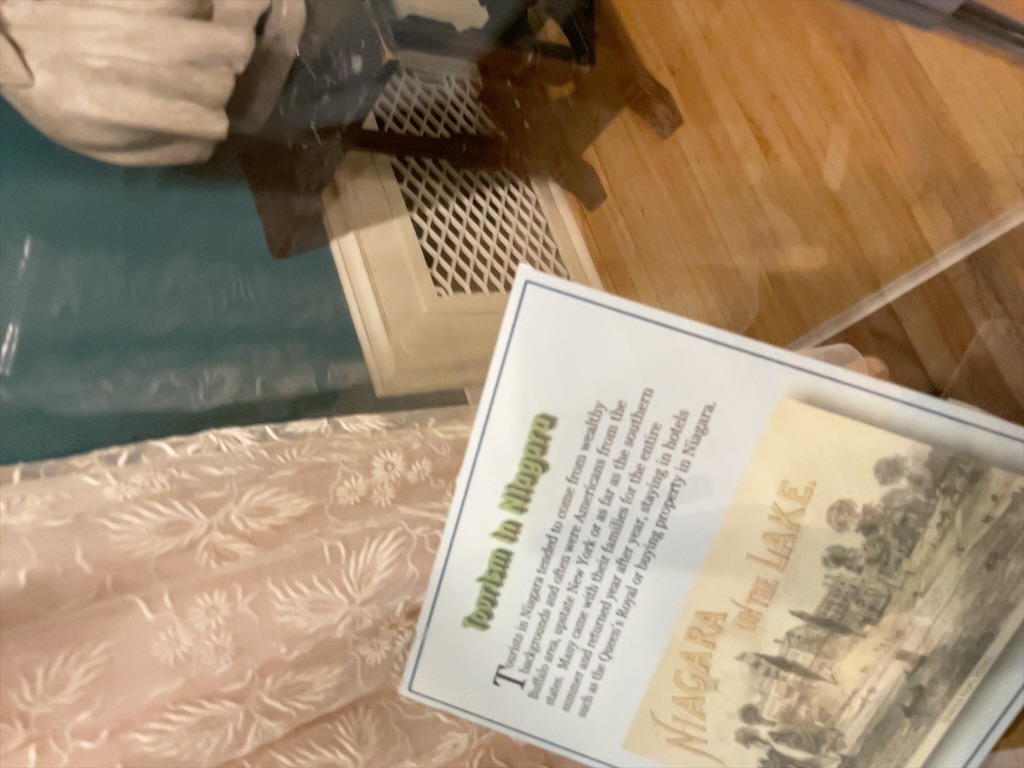 Tourism in Niagara
Tourists in Niagara tended to come from wealthy
backgrounds and often were Americans from the
Buffalo area, upstate New York or as far as the southern
states. Many came with their families for the entire
summer and returned year after year, staying in hotels
such as the Queen's Royal or buying property in Niagara.
NIAGARA
ON THE LAKE.